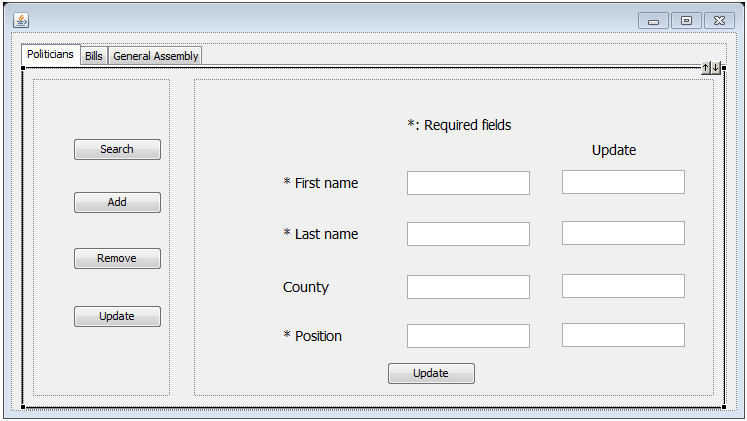 Politicians Bills General Assembly
*: Required fields
Update
Search
* First name
Add
* Last name
Remove
County
Update
* Position
Update